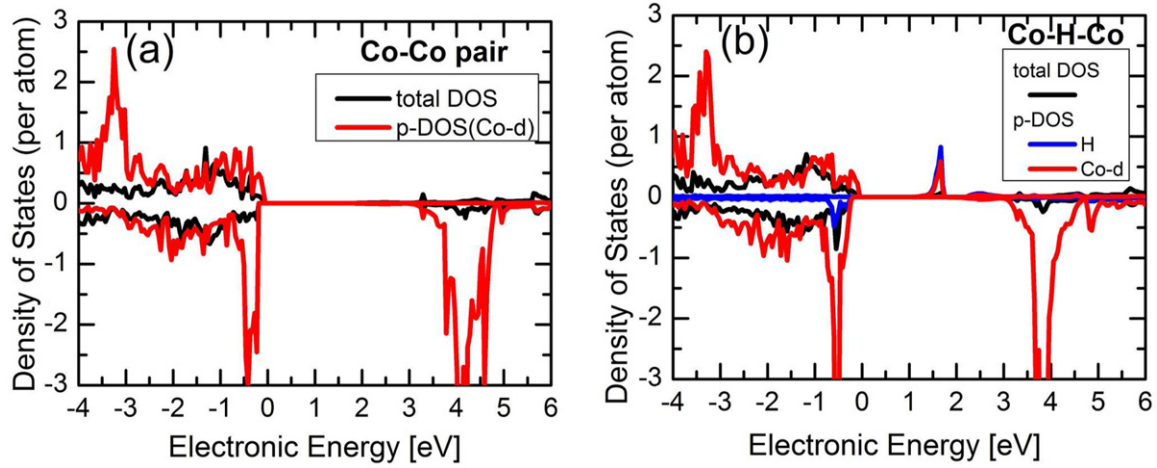 (a)
Co-Co pair
total DOS
p-DOS(Co-d)
Density of States (per atom)
3
2
1
0
-1
-2
-3
-4 -3 -2 -1 0 1 2 3 4 5 6
Electronic Energy [eV]
(b)
Co-H-Co
total DOS
p-DOS
H
Co-d
Density of States (per atom)
3
2
1
0
-1
-2
-3
-4 -3 -2 -1 0 1 2 3 4 5 6
Electronic Energy [eV]